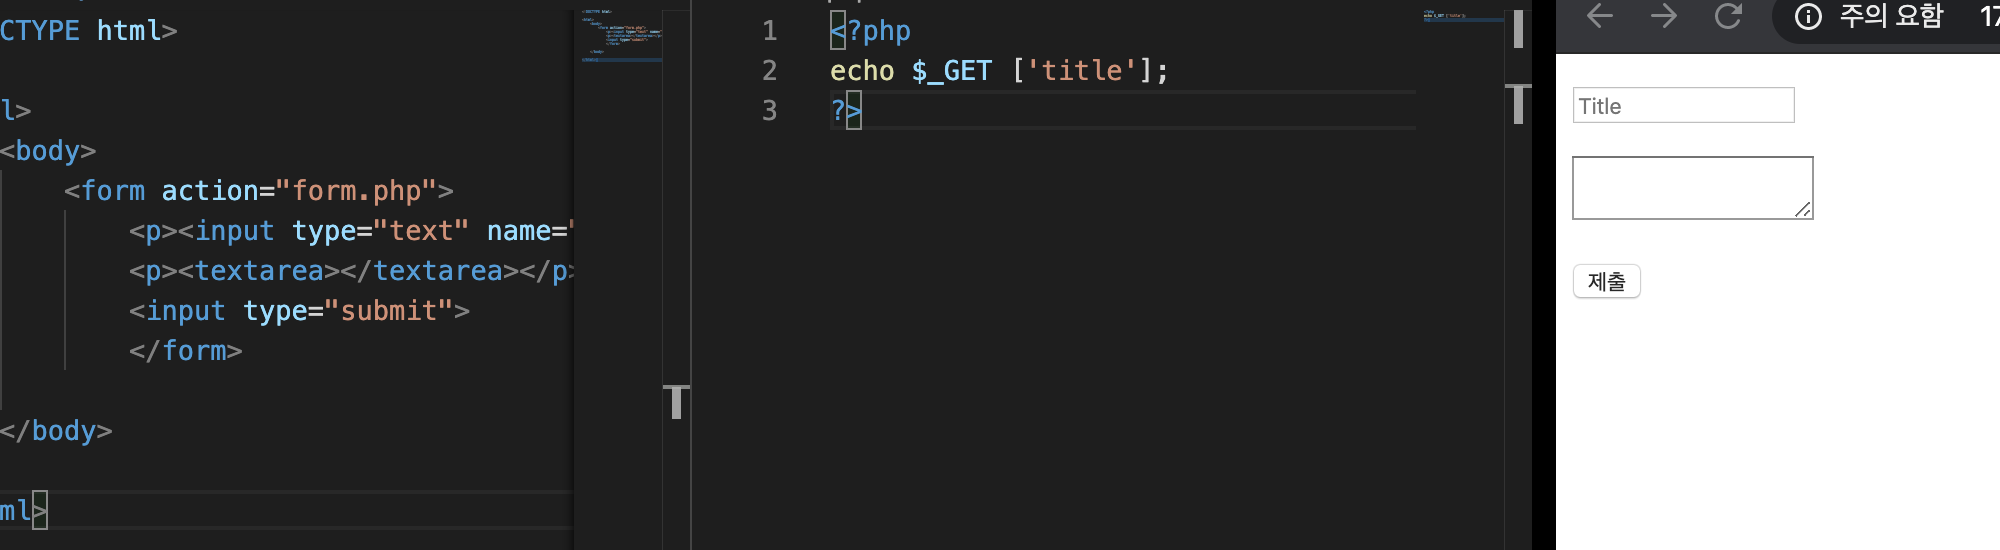 CTYPE html>
l>
<body>
<form action="form.php">
<p><input type="text" name="
<p><textarea></textarea></p>
<input type="submit">
</form>
</body>
ml>
1 <?php
2 echo $_GET ['title'];
3 ?>
주의 요함 17
Title
제출